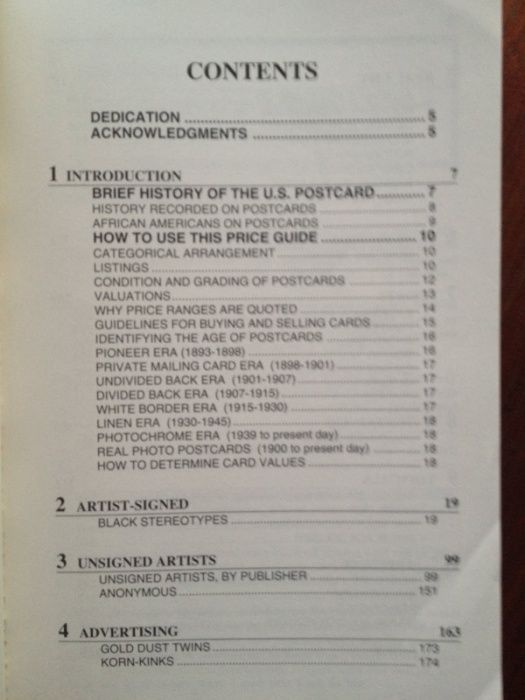 CONTENTS
DEDICATION ..... 5
ACKNOWLEDGMENTS ..... 5
1 INTRODUCTION 7
BRIEF HISTORY OF THE U.S. POSTCARD ..... 7
HISTORY RECORDED ON POSTCARDS ..... 8
AFRICAN AMERICANS ON POSTCARDS ..... 9
HOW TO USE THIS PRICE GUIDE ..... 10
CATEGORICAL ARRANGEMENT ..... 10
LISTINGS ..... 10
CONDITION AND GRADING OF POSTCARDS ..... 12
VALUATIONS ..... 13
WHY PRICE RANGES ARE QUOTED ..... 14
GUIDELINES FOR BUYING AND SELLING CARDS ..... 15
IDENTIFYING THE AGE OF POSTCARDS ..... 16
PIONEER ERA (1893-1898) ..... 16
PRIVATE MAILING CARD ERA (1898-1901) ..... 17
UNDIVIDED BACK ERA (1901-1907) ..... 17
DIVIDED BACK ERA (1907-1915) ..... 17
WHITE BORDER ERA (1915-1930) ..... 17
LINEN ERA (1930-1945) ..... 18
PHOTOCHROME ERA (1939 to present day) ..... 18
REAL PHOTO POSTCARDS (1900 to present day) ..... 18
HOW TO DETERMINE CARD VALUES ..... 18
2 ARTIST-SIGNED 19
BLACK STEREOTYPES ..... 19
3 UNSIGNED ARTISTS 99
UNSIGNED ARTISTS, BY PUBLISHER ..... 99
ANONYMOUS ..... 151
4 ADVERTISING 163
GOLD DUST TWINS ..... 173
KORN-KINKS ..... 174